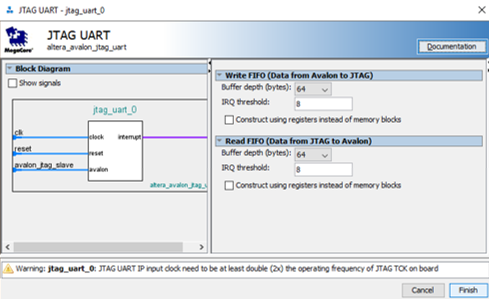 JTAG UART - jtag_uart_0
JTAG UART
altera_avalon_jtag_uart
MegaCore
Documentation
Block Diagram
Show signals
jtag_uart_0
clk
clock
interrupt
reset
reset
avalon_jtag_slave
avalon
altera_avalon_jtag_u
Write FIFO (Data from Avalon to JTAG)
Buffer depth (bytes): 64
IRQ threshold: 8
Construct using registers instead of memory blocks
Read FIFO (Data from JTAG to Avalon)
Buffer depth (bytes): 64
IRQ threshold: 8
Construct using registers instead of memory blocks
Warning: jtag_uart_0: JTAG UART IP input clock need to be at least double (2x) the operating frequency of JTAG TCK on board
Cancel
Finish